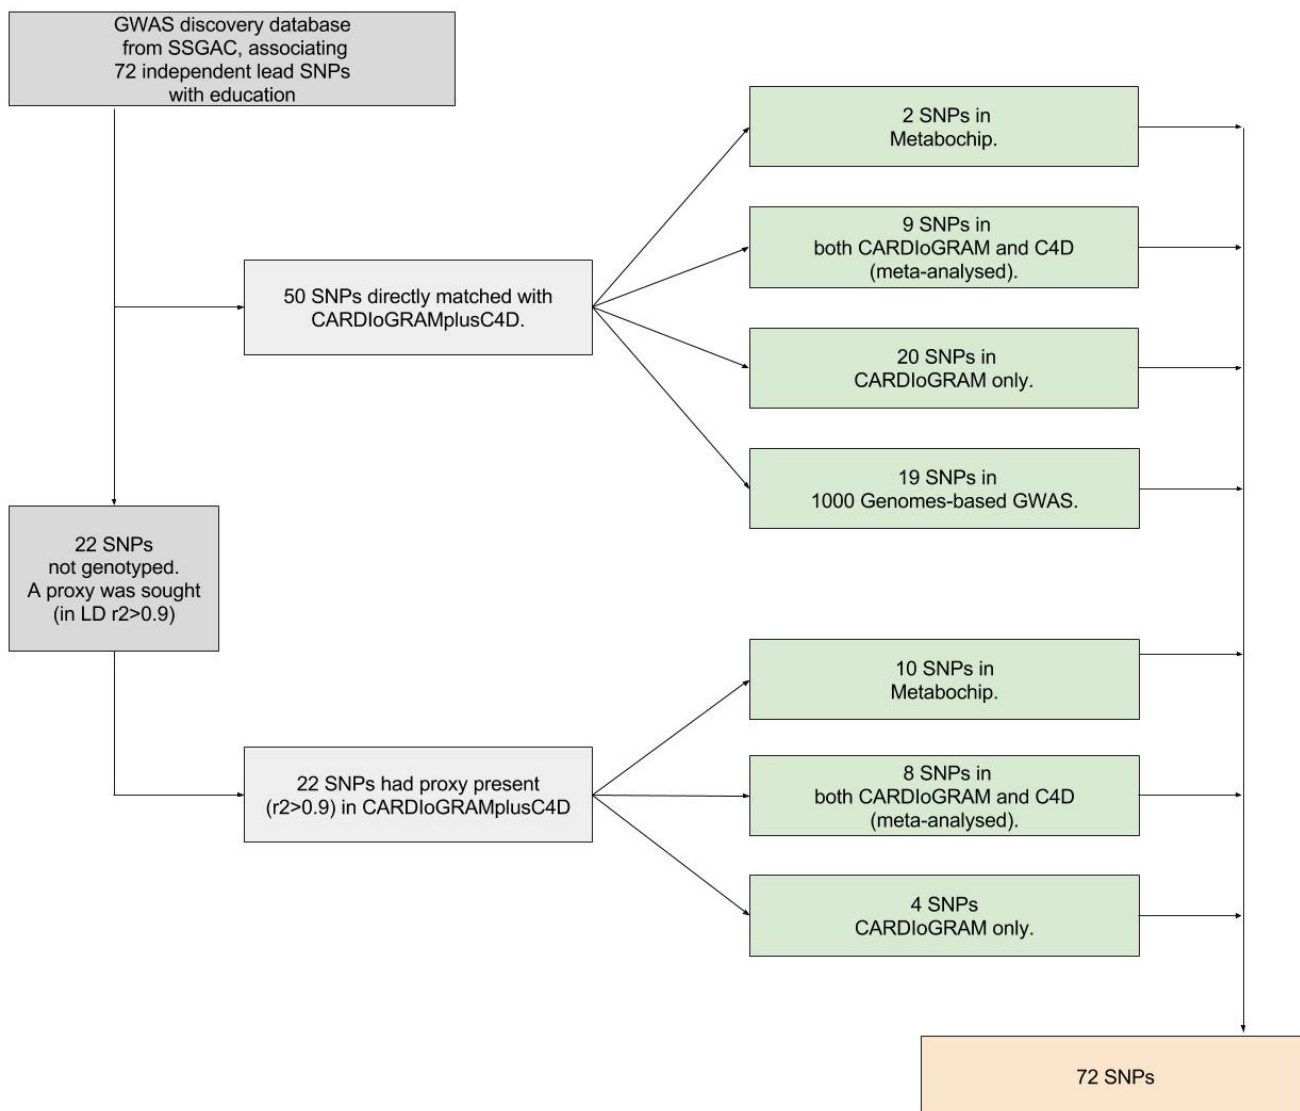 GWAS discovery database
from SSGAC, associating
72 independent lead SNPs
with education
2 SNPs in
Metabochip.
9 SNPs in
both CARDIoGRAM and C4D
(meta-analysed).
50 SNPs directly matched with
CARDIoGRAMplusC4D.
20 SNPs in
CARDIoGRAM only.
19 SNPs in
1000 Genomes-based GWAS.
22 SNPs
not genotyped.
A proxy was sought
(in LD r2>0.9)
10 SNPs in
Metabochip.
22 SNPs had proxy present
(r2>0.9) in CARDIoGRAMplusC4D
8 SNPs in
both CARDIoGRAM and C4D
(meta-analysed).
4 SNPs
CARDIoGRAM only.
72 SNPs